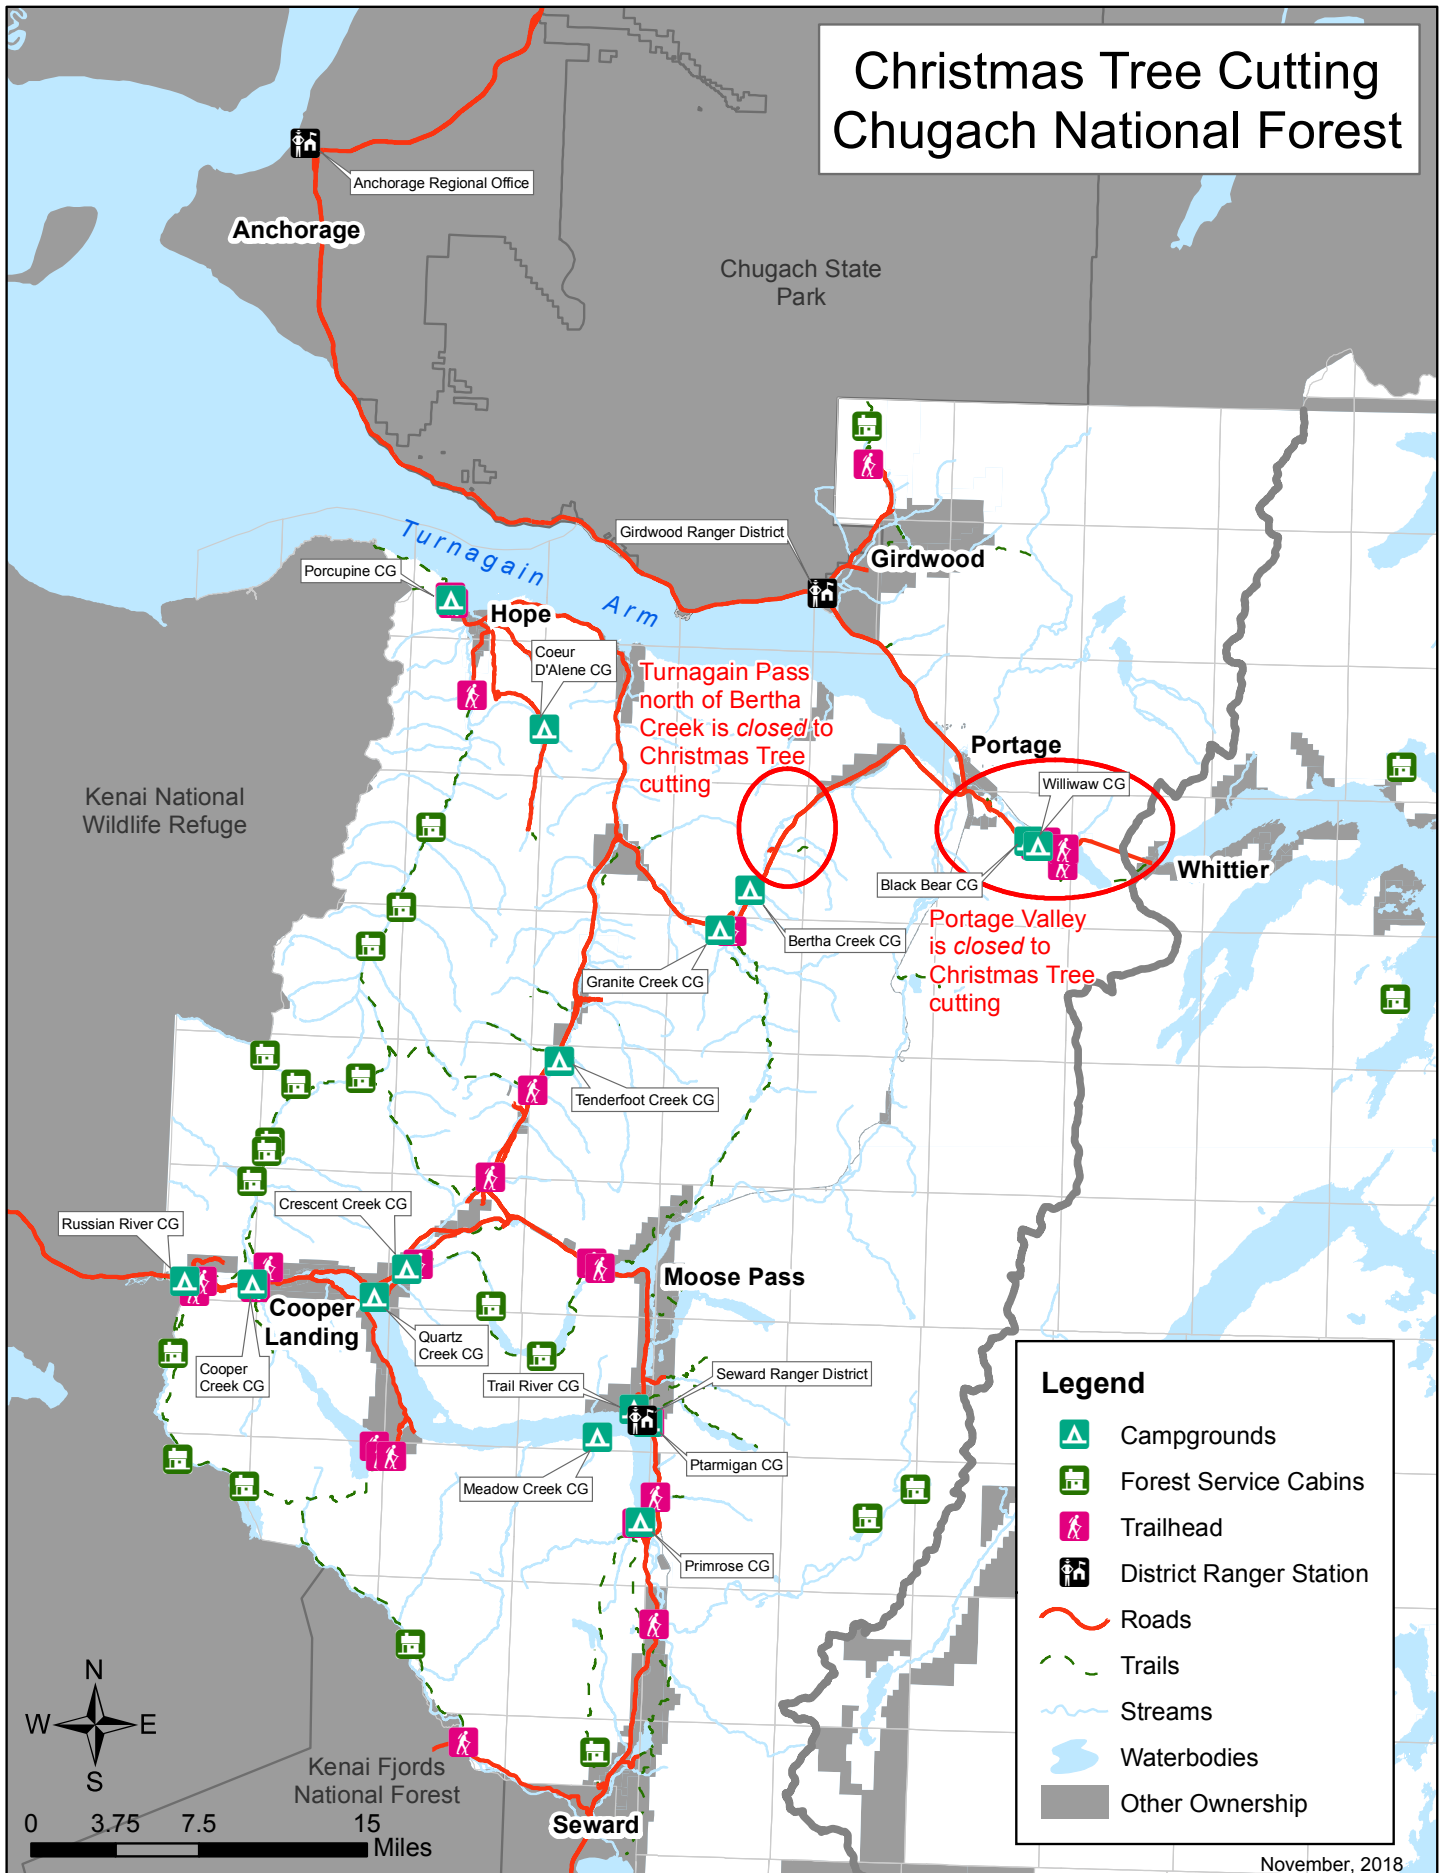 Christmas Tree Cutting
Chugach National Forest
Anchorage Regional Office
Anchorage
Chugach State
Park
Girdwood Ranger District
Girdwood
Turnagain
Arm
Porcupine CG
Hope
Coeur
D'Alene CG
Turnagain Pass
north of Bertha
Creek is closed to
Christmas Tree
cutting
Portage
Williwaw CG
Kenai National
Wildlife Refuge
Whittier
Black Bear CG
Portage Valley
is closed to
Christmas Tree
cutting
Bertha Creek CG
Granite Creek CG
Tenderfoot Creek CG
Crescent Creek CG
Russian River CG
Moose Pass
Cooper
Landing
Quartz
Creek CG
Cooper
Creek CG
Trail River CG
Seward Ranger District
Ptarmigan CG
Meadow Creek CG
Primrose CG
Legend
Campgrounds
Forest Service Cabins
Trailhead
District Ranger Station
Roads
Trails
Streams
Waterbodies
Other Ownership
N
W
E
S
Kenai Fjords
National Forest
Seward
0 3.75 7.5 15
Miles
November, 2018